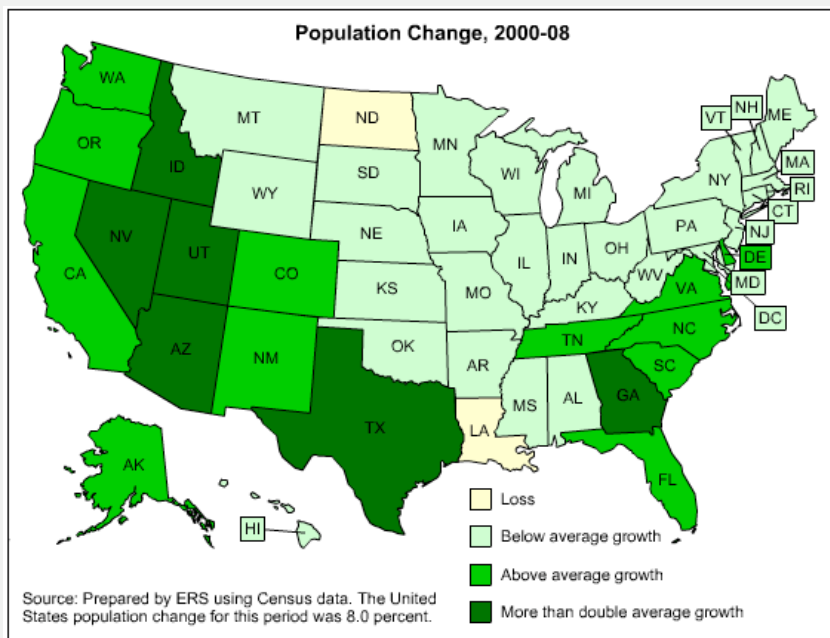 Population Change, 2000-08
WA
MT
ND
MN
VT
NH
ME
OR
ID
SD
WI
MI
NY
MA
RI
WY
CT
NV
UT
NE
IA
PA
NJ
CA
CO
IL
IN
OH
DE
KS
MO
WV
VA
MD
KY
DC
AZ
NM
OK
AR
TN
NC
SC
TX
LA
MS
AL
GA
FL
AK
HI
Loss
Below average growth
Above average growth
More than double average growth
Source: Prepared by ERS using Census data. The United
States population change for this period was 8.0 percent.